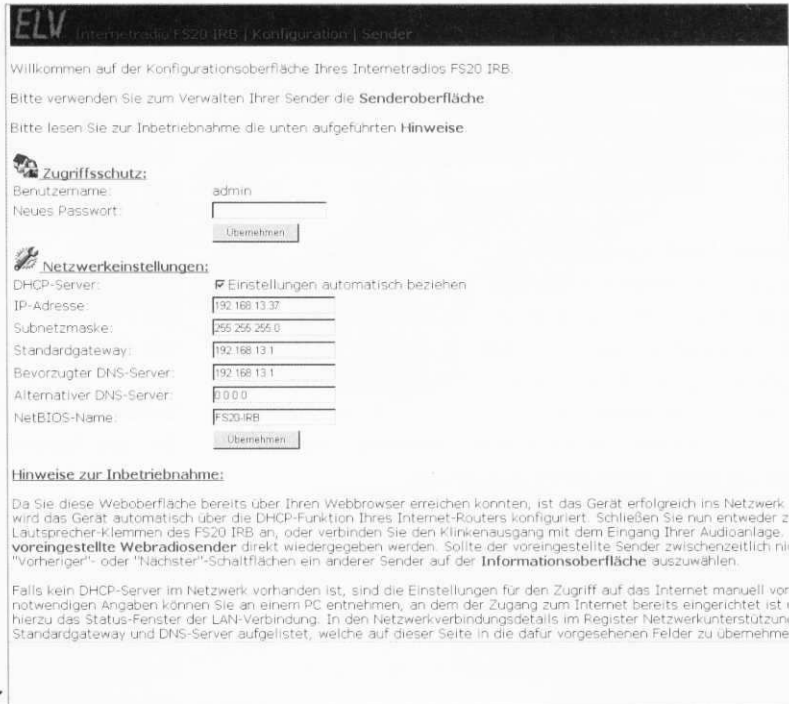 ELV Internetradio FS20 IRB | Konfiguration | Sender
Willkommen auf der Konfigurationsoberfläche Ihres Internetradios FS20 IRB.
Bitte verwenden Sie zum Verwalten Ihrer Sender die Senderoberfläche.
Bitte lesen Sie zur Inbetriebnahme die unten aufgeführten Hinweise.
Zugriffsschutz:
Benutzername: admin
Neues Passwort:
Übernehmen
Netzwerkeinstellungen:
DHCP-Server: Einstellungen automatisch beziehen
IP-Adresse: 192.168.13.37
Subnetzmaske: 255.255.255.0
Standardgateway: 192.168.13.1
Bevorzugter DNS-Server: 192.168.13.1
Alternativer DNS-Server: 0.0.0.0
NetBIOS-Name: FS20-IRB
Übernehmen
Hinweise zur Inbetriebnahme:
Da Sie diese Weboberfläche bereits über Ihren Webbrowser erreichen konnten, ist das Gerät erfolgreich ins Netzwerk
wird das Gerät automatisch über die DHCP-Funktion Ihres Internet-Routers konfiguriert. Schließen Sie nun entweder z
Lautsprecher-Klemmen des FS20 IRB an, oder verbinden Sie den Klinkenausgang mit dem Eingang Ihrer Audioanlage.
voreingestellte Webradiosender direkt wiedergegeben werden. Sollte der voreingestellte Sender zwischenzeitlich ni
"Vorheriger"- oder "Nächster"-Schaltflächen ein anderer Sender auf der Informationsoberfläche auszuwählen.
Falls kein DHCP-Server im Netzwerk vorhanden ist, sind die Einstellungen für den Zugriff auf das Internet manuell vor
notwendigen Angaben können Sie an einem PC entnehmen, an dem der Zugang zum Internet bereits eingerichtet ist
hierzu das Status-Fenster der LAN-Verbindung. In den Netzwerkverbindungsdetails im Register Netzwerkunterstützun
Standardgateway und DNS-Server aufgelistet, welche auf dieser Seite in die dafür vorgesehenen Felder zu übernehme